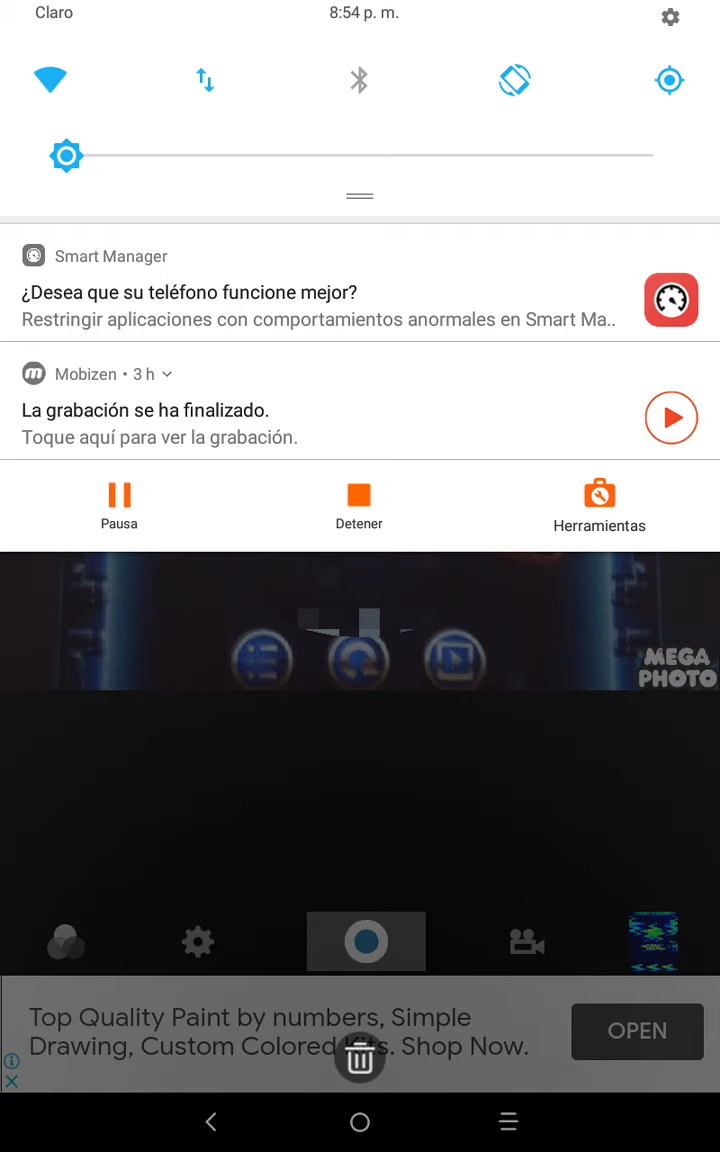 Claro
8:54 p. m.
Smart Manager
¿Desea que su teléfono funcione mejor?
Restringir aplicaciones con comportamientos anormales en Smart Ma..
Mobizen • 3 h
La grabación se ha finalizado.
Toque aquí para ver la grabación.
Pausa
Detener
Herramientas
MEGA
PHOTO
Top Quality Paint by numbers, Simple
Drawing, Custom Colored Kits. Shop Now.
OPEN